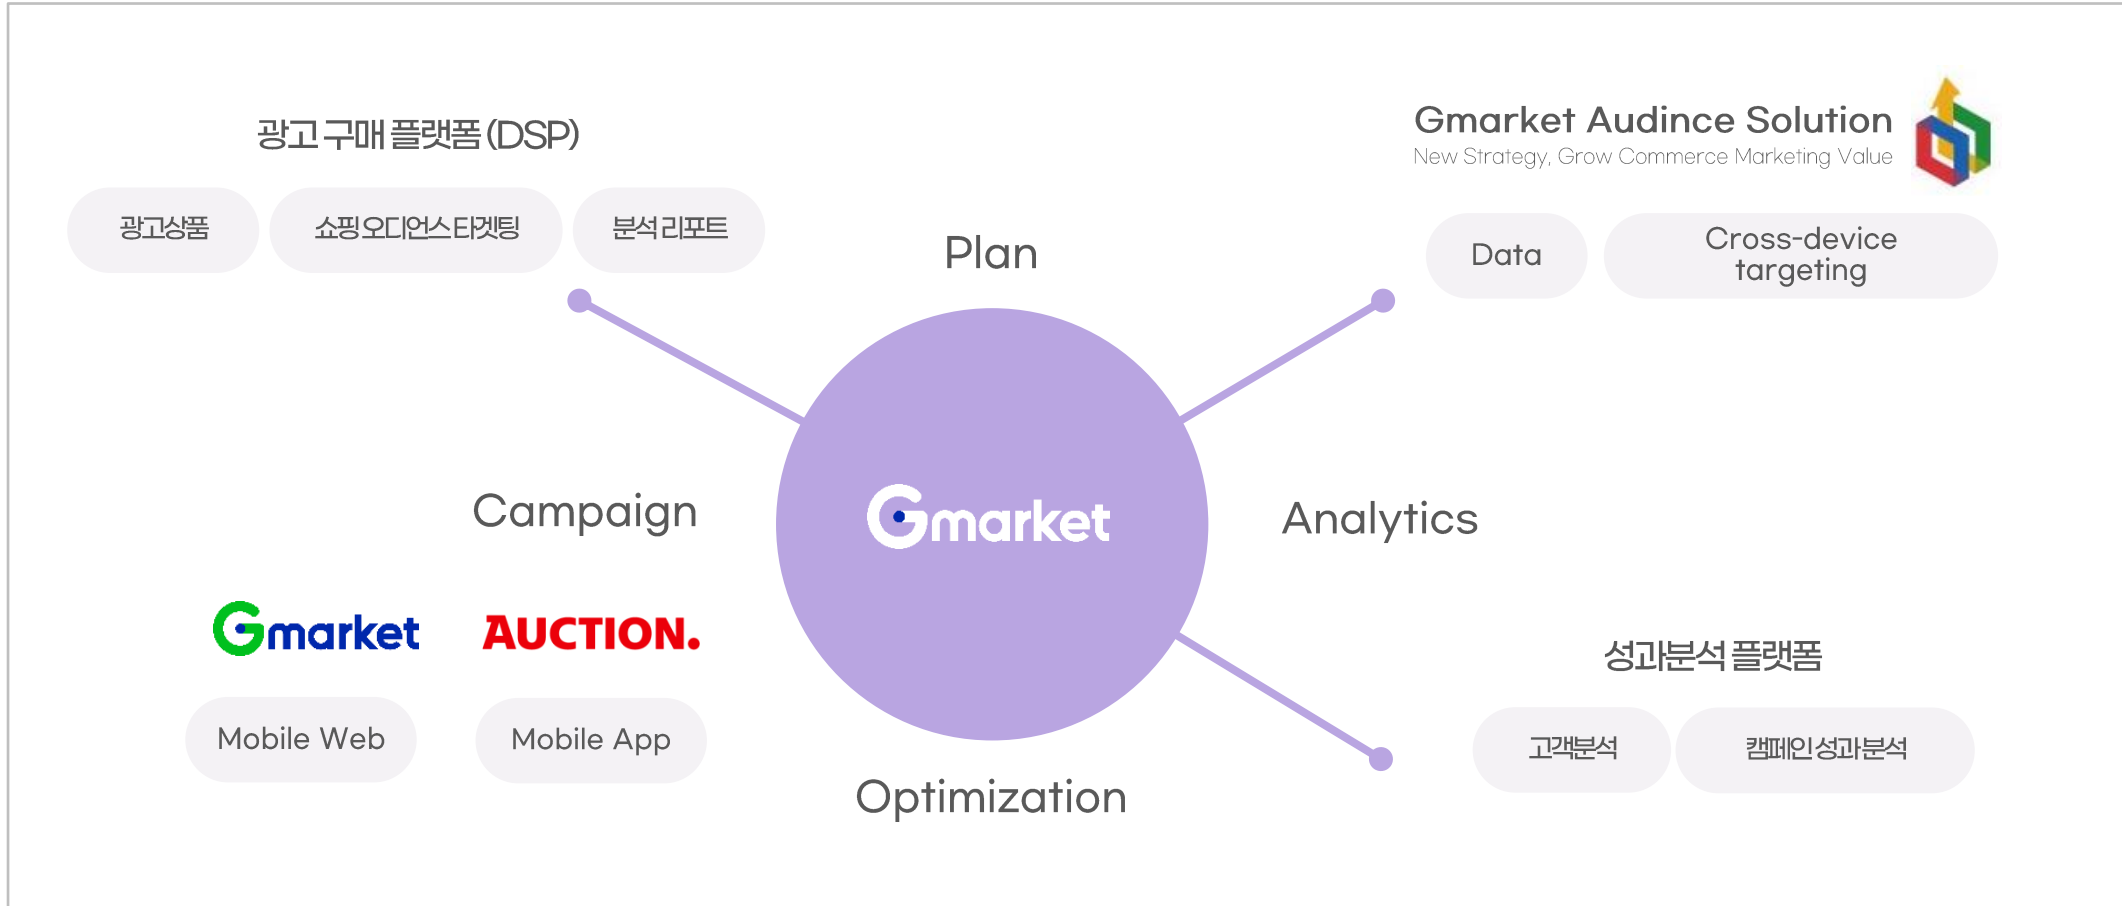 광고 구매 플랫폼 (DSP)
광고상품
쇼핑 오디언스 타겟팅
분석 리포트
Plan
Gmarket Audince Solution
New Strategy, Grow Commerce Marketing Value
Data
Cross-device
targeting
Campaign
Gmarket
Analytics
Gmarket
AUCTION.
Mobile Web
Mobile App
Optimization
성과분석 플랫폼
고객분석
캠페인 성과 분석